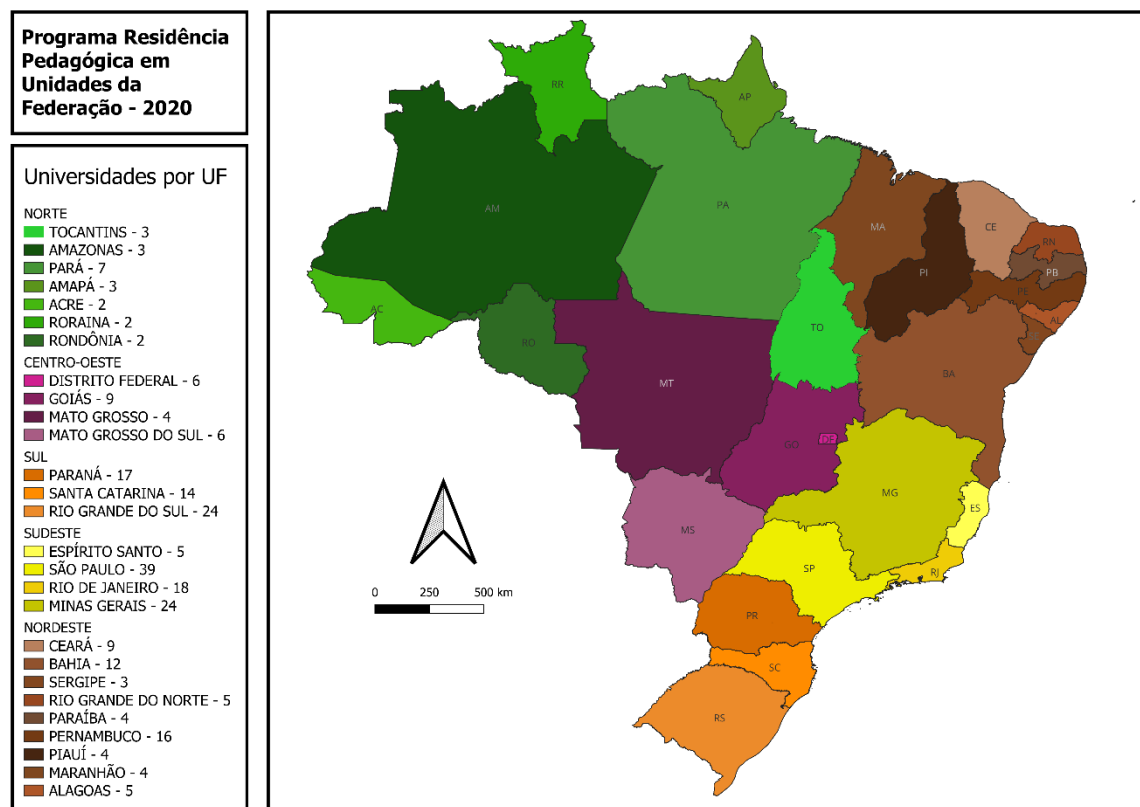 Programa Residência
Pedagógica em
Unidades da
Federação - 2020
Universidades por UF
NORTE
TOCANTINS - 3
AMAZONAS - 3
PARÁ - 7
AMAPÁ - 3
ACRE - 2
RORAINA - 2
RONDÔNIA - 2
CENTRO-OESTE
DISTRITO FEDERAL - 6
GOIÁS - 9
MATO GROSSO - 4
MATO GROSSO DO SUL - 6
SUL
PARANÁ - 17
SANTA CATARINA - 14
RIO GRANDE DO SUL - 24
SUDESTE
ESPÍRITO SANTO - 5
SÃO PAULO - 39
RIO DE JANEIRO - 18
MINAS GERAIS - 24
NORDESTE
CEARÁ - 9
BAHIA - 12
SERGIPE - 3
RIO GRANDE DO NORTE - 5
PARAÍBA - 4
PERNAMBUCO - 16
PIAUÍ - 4
MARANHÃO - 4
ALAGOAS - 5
RR
AP
AM
PA
MA
CE
RN
PB
PI
PE
AL
AC
TO
RO
BA
MT
GO
DF
MG
ES
MS
SP
RJ
PR
SC
RS
0 250 500 km